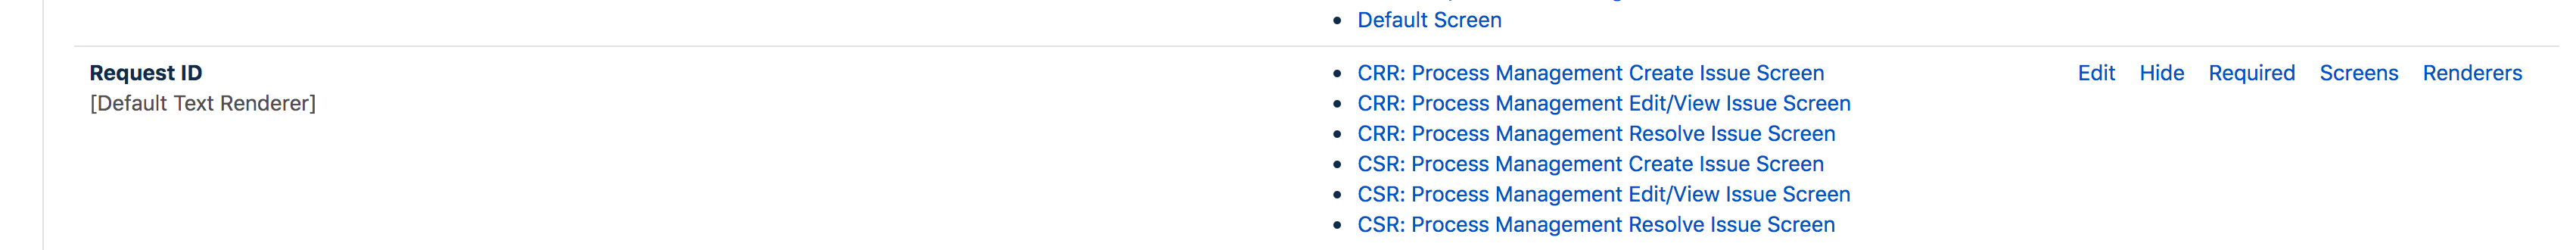 Default Screen
Request ID
[Default Text Renderer]
CRR: Process Management Create Issue Screen
CRR: Process Management Edit/View Issue Screen
CRR: Process Management Resolve Issue Screen
CSR: Process Management Create Issue Screen
CSR: Process Management Edit/View Issue Screen
CSR: Process Management Resolve Issue Screen
Edit Hide Required Screens Renderers